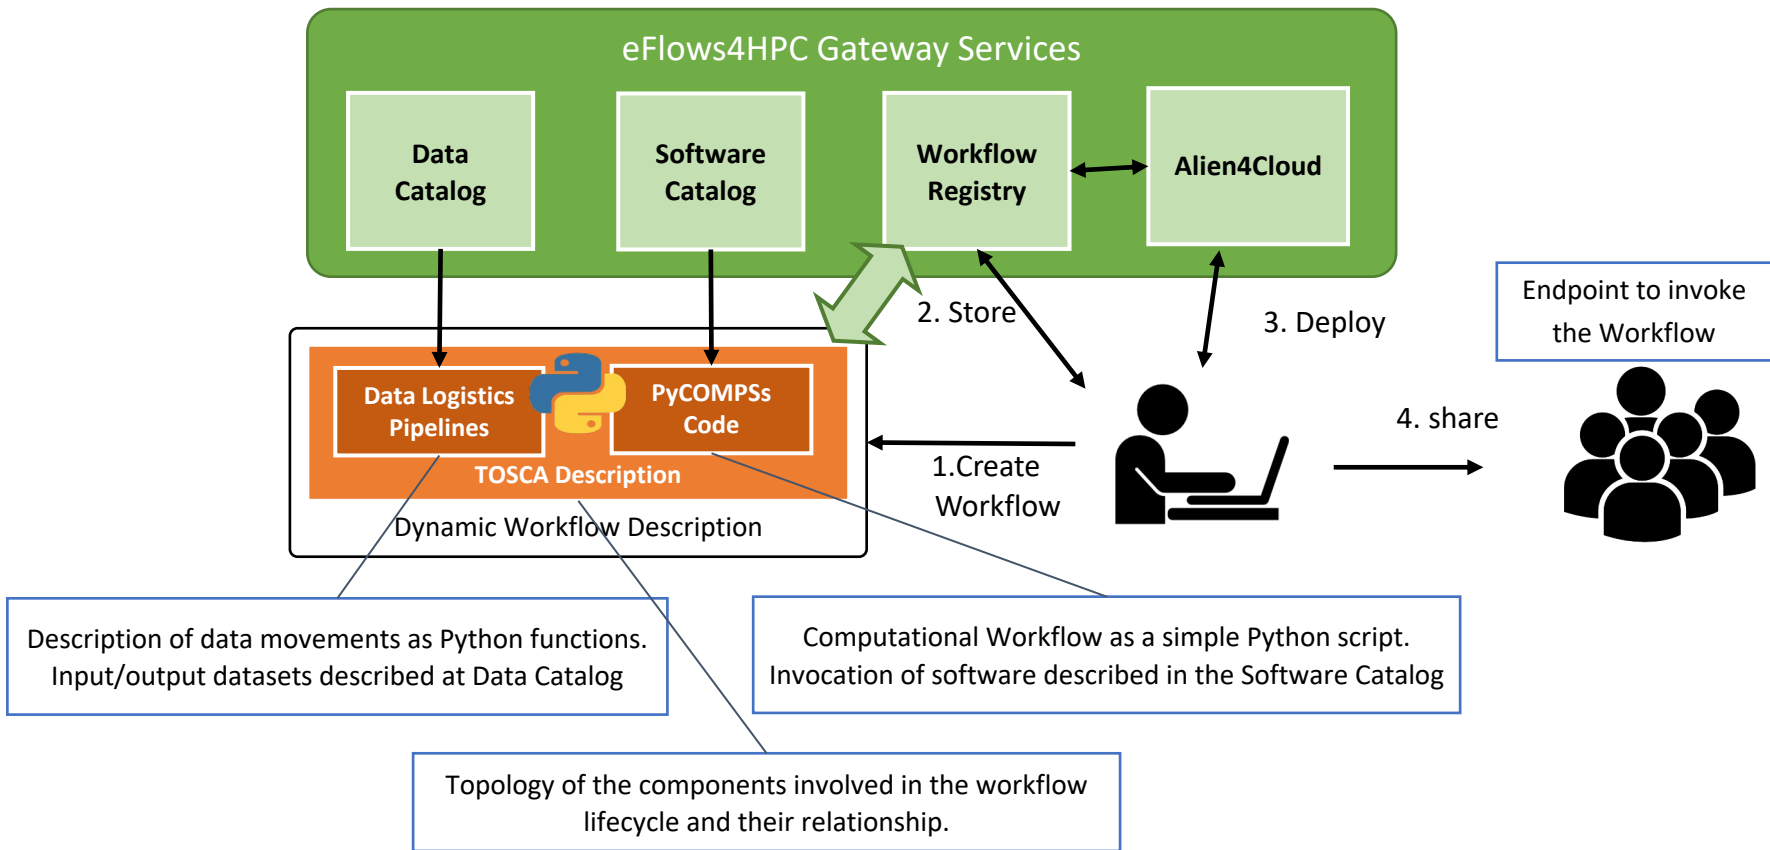 eFlows4HPC Gateway Services
Data
Catalog
Software
Catalog
Workflow
Registry
Alien4Cloud
2. Store
3. Deploy
Endpoint to invoke
the Workflow
Data Logistics
Pipelines
PyCOMPSs
Code
TOSCA Description
Dynamic Workflow Description
1.Create
Workflow
4. share
Description of data movements as Python functions.
Input/output datasets described at Data Catalog
Computational Workflow as a simple Python script.
Invocation of software described in the Software Catalog
Topology of the components involved in the workflow
lifecycle and their relationship.